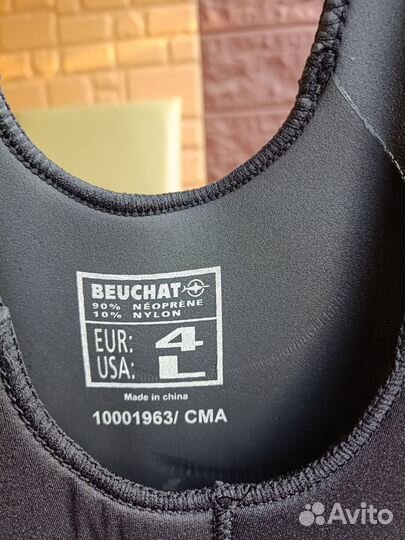 BEUCHAT
90% NÉOPRÈNE
10% NYLON
EUR: 4
USA: L
Made in china
10001963/ CMA
Avito